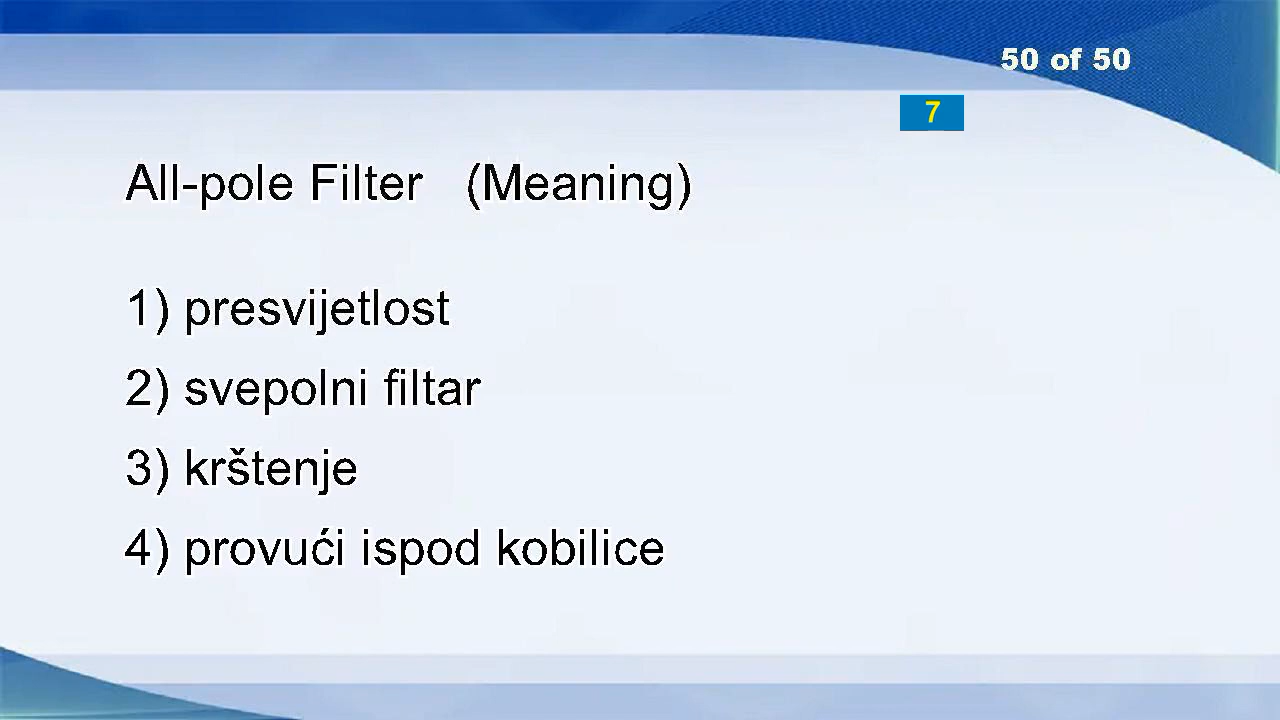 50 of 50
7
All-pole Filter (Meaning)
1) presvijetlost
2) svepolni filtar
3) krštenje
4) provući ispod kobilice